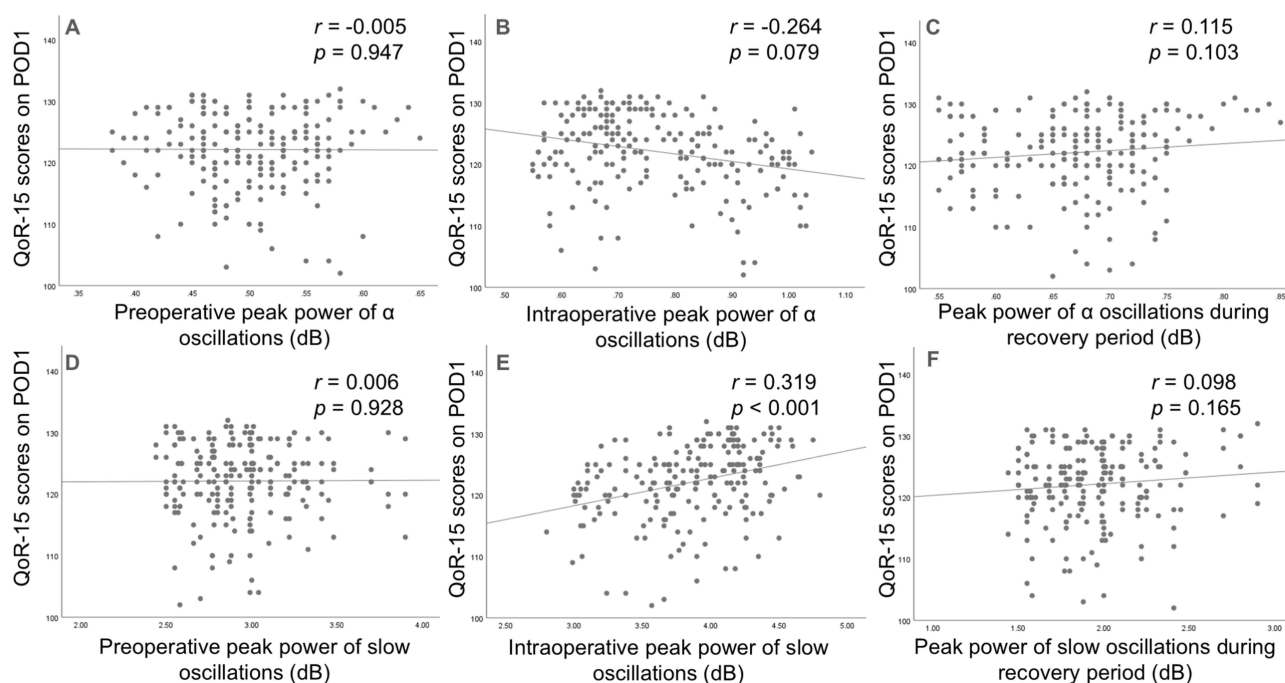 A
r = -0.005
p = 0.947
QoR-15 scores on POD1
140
130
120
110
100
.35 .40 .45 .50 .55 .60 .65
Preoperative peak power of α
oscillations (dB)
B
r = -0.264
p = 0.079
QoR-15 scores on POD1
140
130
120
110
100
.50 .60 .70 .80 .90 1.00 1.10
Intraoperative peak power of α
oscillations (dB)
C
r = 0.115
p = 0.103
QoR-15 scores on POD1
140
130
120
110
100
.55 .60 .65 .70 .75 .80 .85
Peak power of α oscillations during
recovery period (dB)
D
r = 0.006
p = 0.928
QoR-15 scores on POD1
140
130
120
110
100
2.00 2.50 3.00 3.50 4.00
Preoperative peak power of slow
oscillations (dB)
E
r = 0.319
p < 0.001
QoR-15 scores on POD1
140
130
120
110
100
2.50 3.00 3.50 4.00 4.50 5.00
Intraoperative peak power of slow
oscillations (dB)
F
r = 0.098
p = 0.165
QoR-15 scores on POD1
140
130
120
110
100
1.00 1.50 2.00 2.50 3.00
Peak power of slow oscillations during
recovery period (dB)